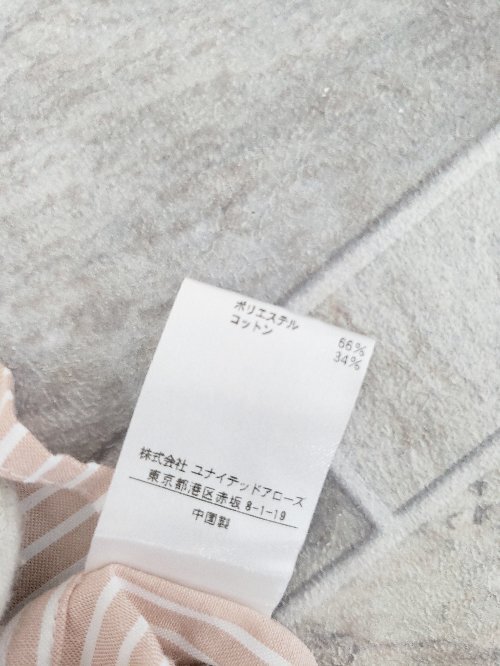 ポリエステル 66%
コットン 34%
株式会社 ユナイテッドアローズ
東京都港区赤坂 8-1-19
中国製